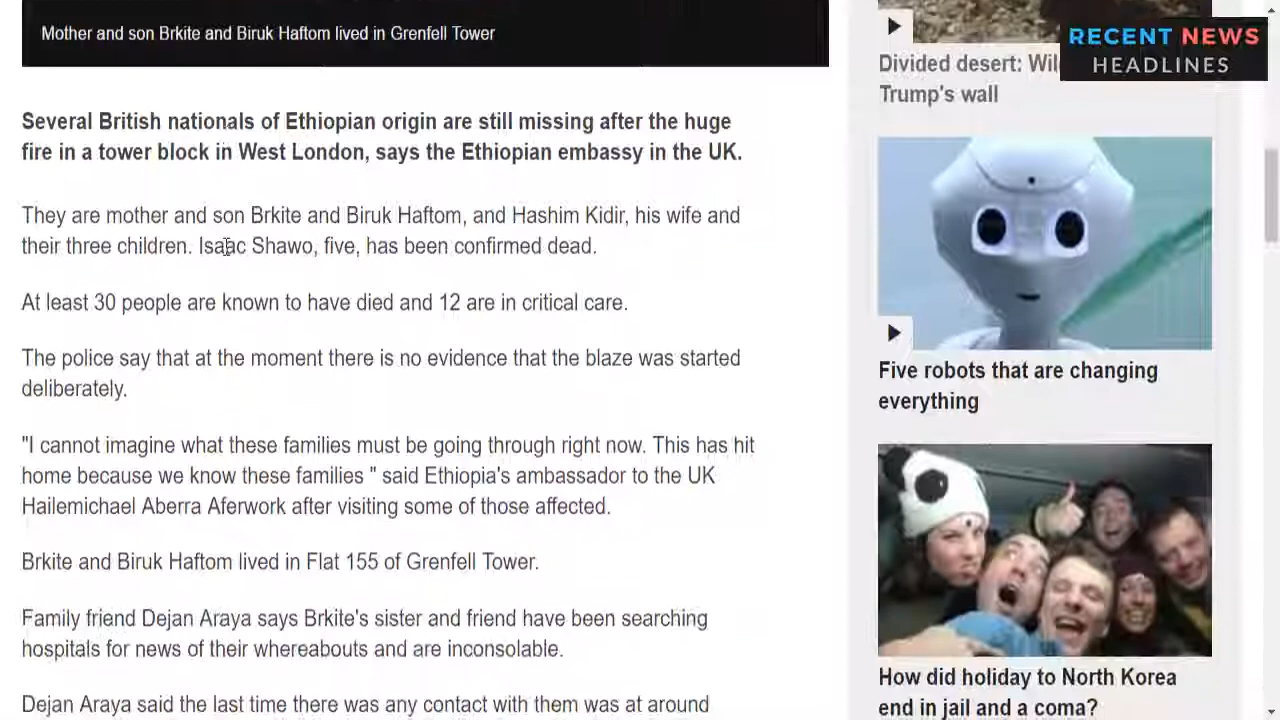 Mother and son Brkite and Biruk Haftom lived in Grenfell Tower
Several British nationals of Ethiopian origin are still missing after the huge
fire in a tower block in West London, says the Ethiopian embassy in the UK.
They are mother and son Brkite and Biruk Haftom, and Hashim Kidir, his wife and
their three children. Isaac Shawo, five, has been confirmed dead.
At least 30 people are known to have died and 12 are in critical care.
The police say that at the moment there is no evidence that the blaze was started
deliberately.
"I cannot imagine what these families must be going through right now. This has hit
home because we know these families " said Ethiopia's ambassador to the UK
Hailemichael Aberra Aferwork after visiting some of those affected.
Brkite and Biruk Haftom lived in Flat 155 of Grenfell Tower.
Family friend Dejan Araya says Brkite's sister and friend have been searching
hospitals for news of their whereabouts and are inconsolable.
Dejan Araya said the last time there was any contact with them was at around
RECENT NEWS
HEADLINES
Divided desert:
Trump's wall
Five robots that are changing
everything
How did holiday to North Korea
end in jail and a coma?